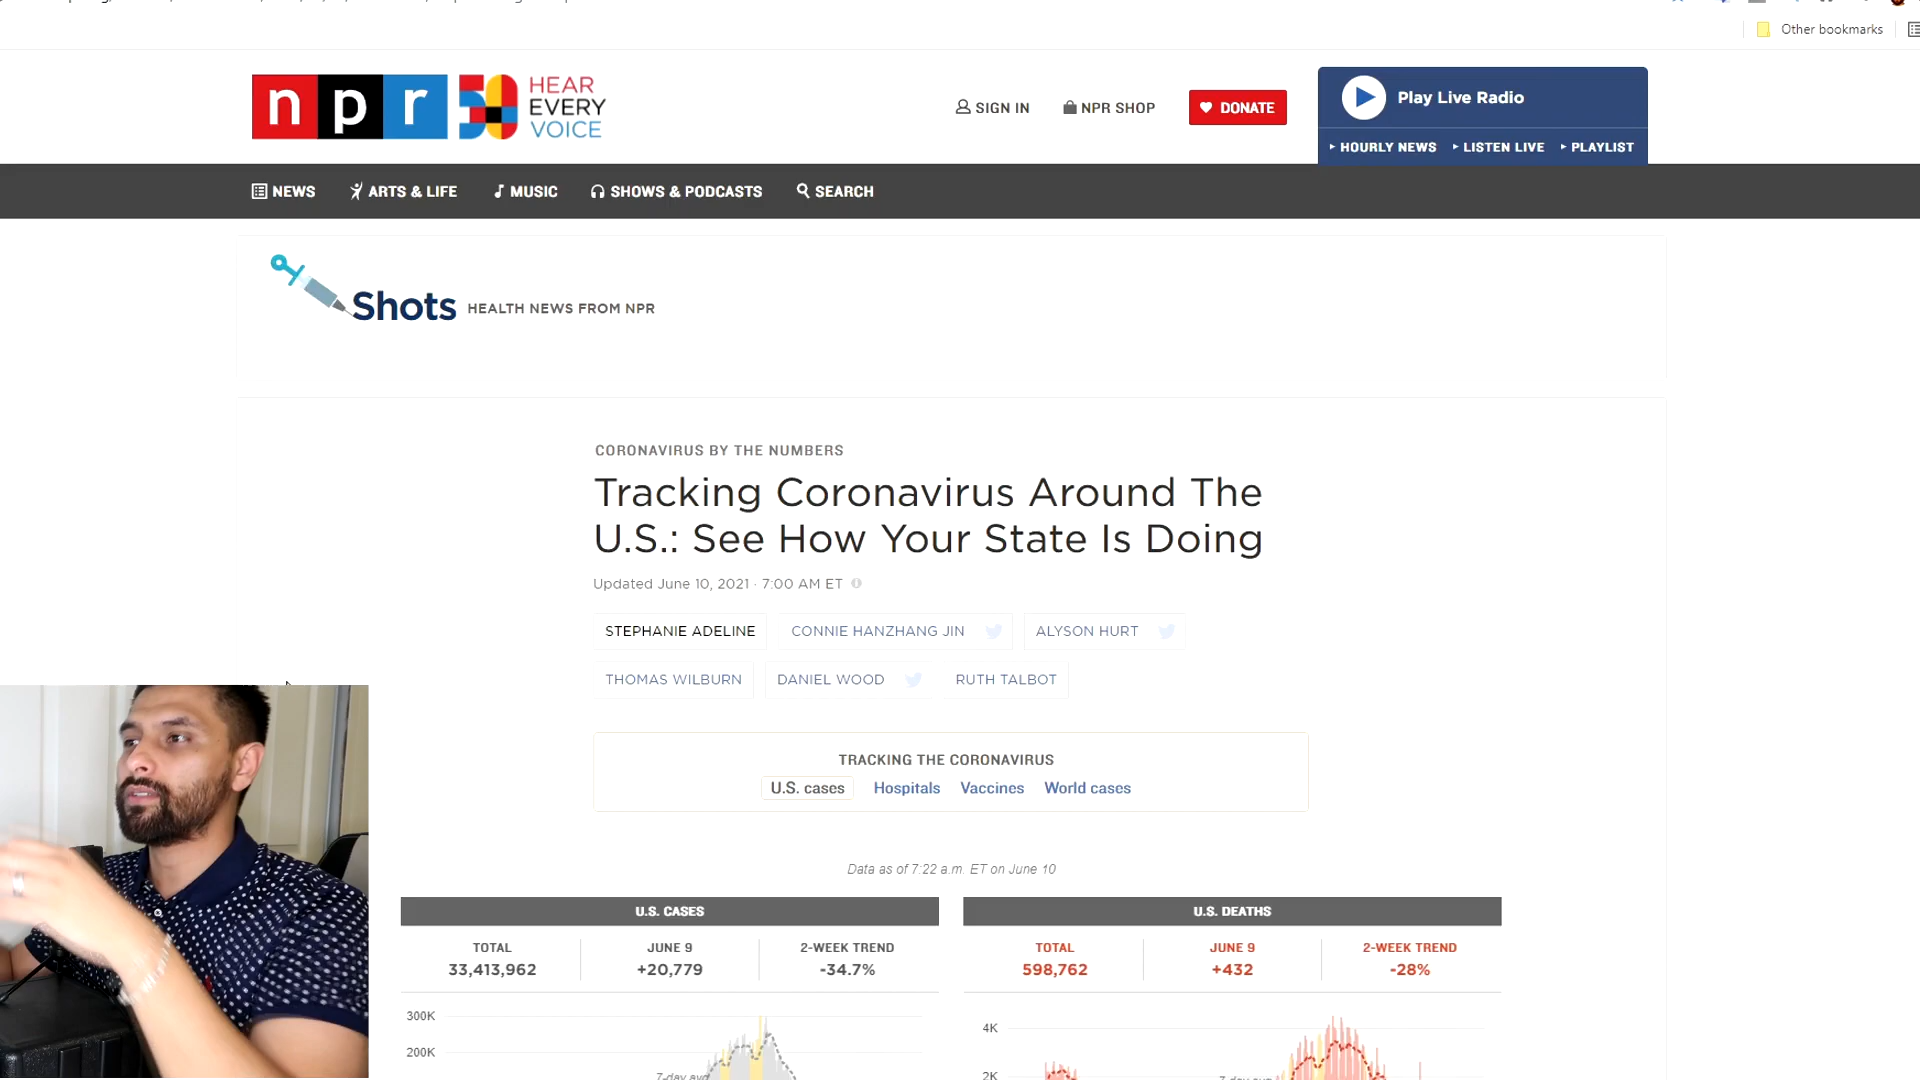 Other bookmarks
npr 50 HEAR EVERY VOICE
SIGN IN
NPR SHOP
DONATE
Play Live Radio
HOURLY NEWS
LISTEN LIVE
PLAYLIST
NEWS
ARTS & LIFE
MUSIC
SHOWS & PODCASTS
SEARCH
Shots HEALTH NEWS FROM NPR
CORONAVIRUS BY THE NUMBERS
Tracking Coronavirus Around The
U.S.: See How Your State Is Doing
Updated June 10, 2021 · 7:00 AM ET
STEPHANIE ADELINE
CONNIE HANZHANG JIN
ALYSON HURT
THOMAS WILBURN
DANIEL WOOD
RUTH TALBOT
TRACKING THE CORONAVIRUS
U.S. cases Hospitals Vaccines World cases
Data as of 7:22 a.m. ET on June 10
U.S. CASES
TOTAL JUNE 9 2-WEEK TREND
33,413,962 +20,779 -34.7%
300K
200K
7-day avg
U.S. DEATHS
TOTAL JUNE 9 2-WEEK TREND
598,762 +432 -28%
4K
2K